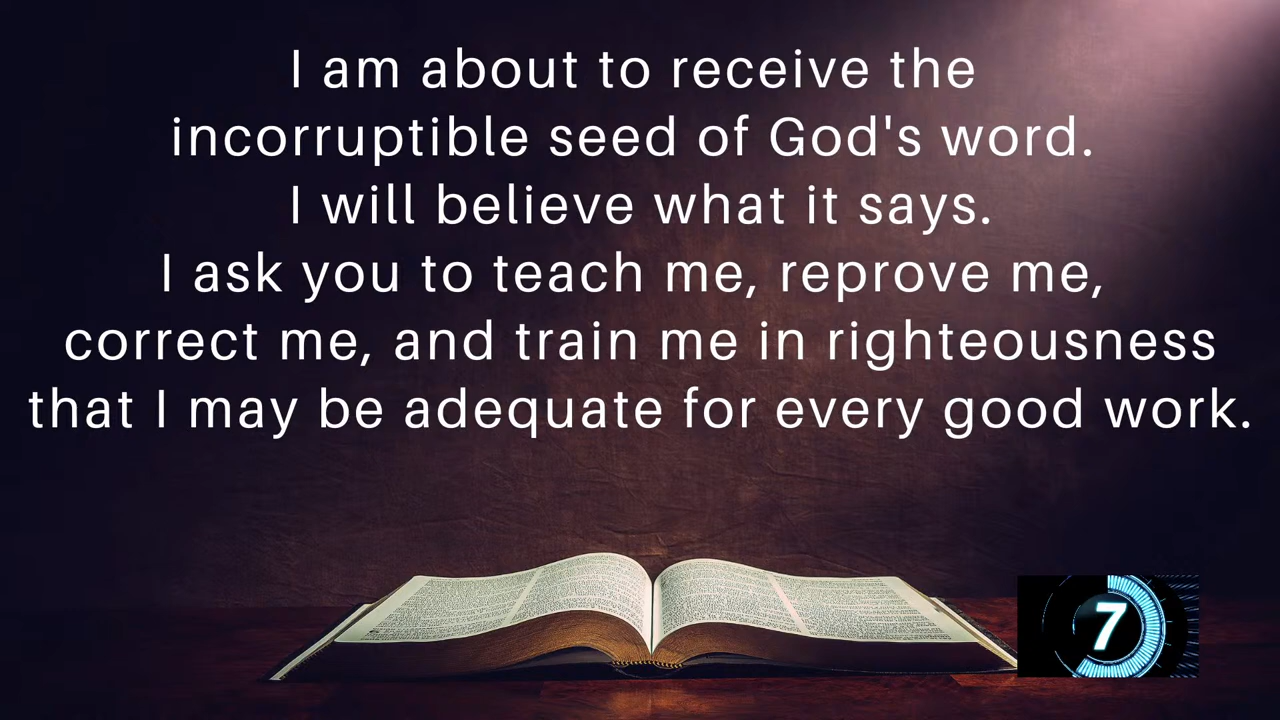 I am about to receive the
incorruptible seed of God's word.
I will believe what it says.
I ask you to teach me, reprove me,
correct me, and train me in righteousness
that I may be adequate for every good work.
7